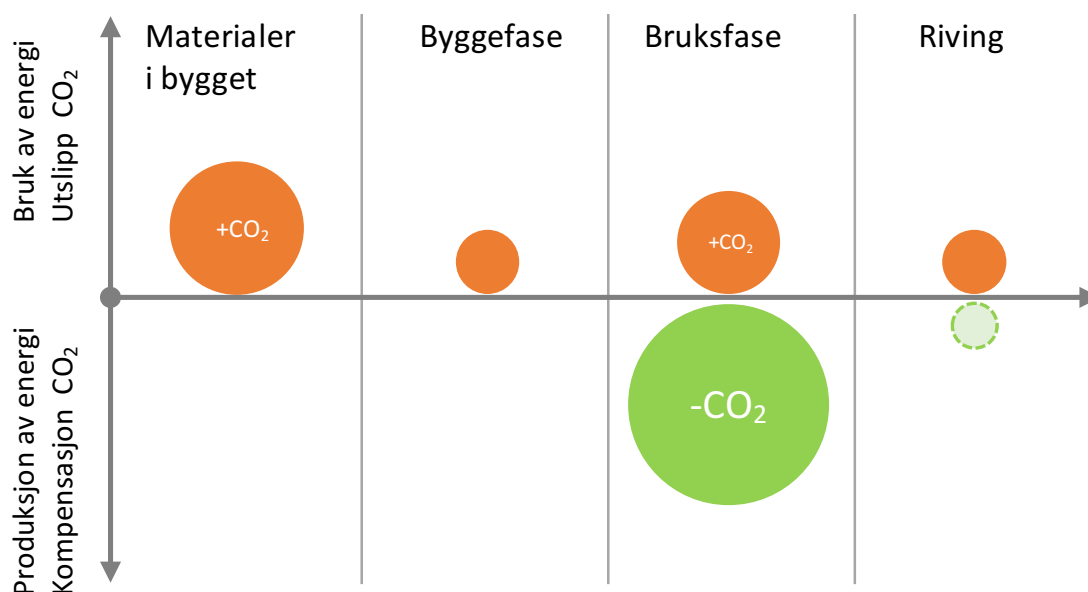 Materialer
i bygget
Byggefase
Bruksfase
Riving
Bruk av energi
Utslipp CO₂
+CO₂
+CO₂
-CO₂
Produksjon av energi
Kompensasjon CO₂